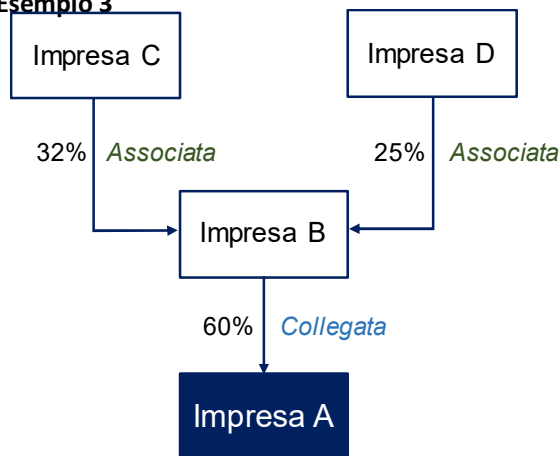 Esempio 3
Impresa C
Impresa D
32% Associata
25% Associata
Impresa B
60% Collegata
Impresa A